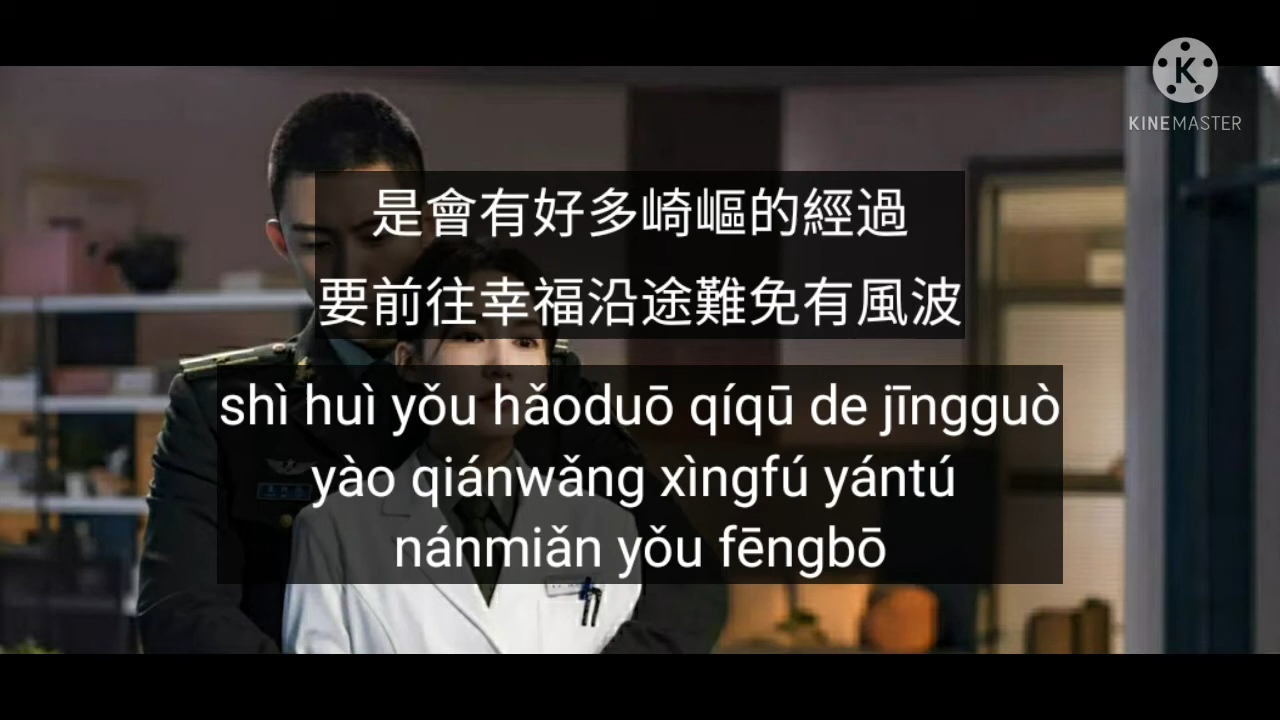 KINEMASTER
是會有好多崎嶇的經過
要前往幸福沿途難免有風波
shì huì yǒu hǎoduō qíqū de jīngguò
yào qiánwǎng xìngfú yántú
nánmiǎn yǒu fēngbō